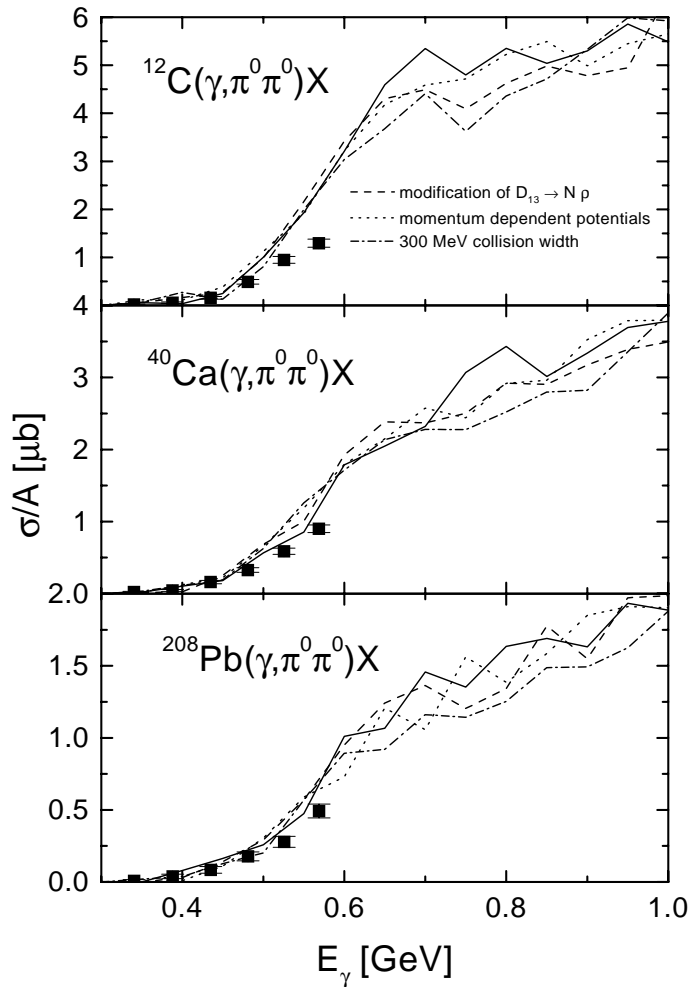 6
¹²C(γ,π⁰π⁰)X
5
4
3
modification of D₁₃ → N ρ
2
momentum dependent potentials
300 MeV collision width
1
4
⁴⁰Ca(γ,π⁰π⁰)X
3
2
σ/A [μb]
1
2.0
²⁰⁸Pb(γ,π⁰π⁰)X
1.5
1.0
0.5
0.0
0.4 0.6 0.8 1.0
E_γ [GeV]